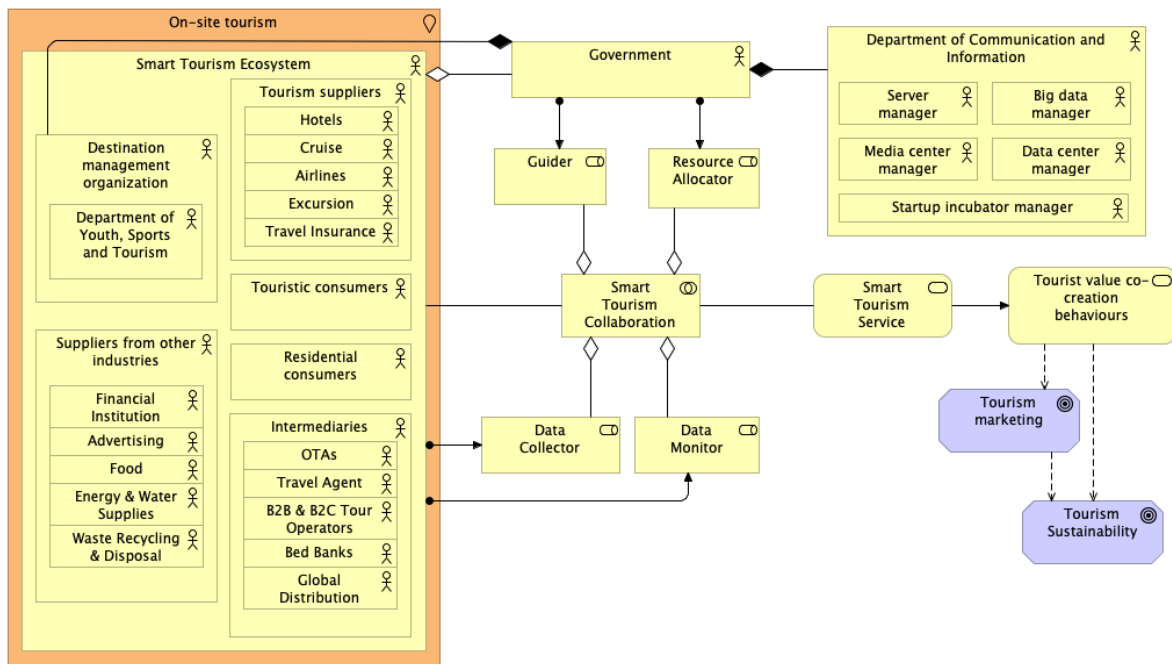 On-site tourism
Smart Tourism Ecosystem
Destination
management
organization
Department of
Youth, Sports
and Tourism
Suppliers from other
industries
Financial
Institution
Advertising
Food
Energy & Water
Supplies
Waste Recycling
& Disposal
Tourism suppliers
Hotels
Cruise
Airlines
Excursion
Travel Insurance
Touristic consumers
Residential
consumers
Intermediaries
OTAs
Travel Agent
B2B & B2C Tour
Operators
Bed Banks
Global
Distribution
Government
Guider
Resource
Allocator
Smart
Tourism
Collaboration
Data
Collector
Data
Monitor
Department of Communication and
Information
Server
manager
Big data
manager
Media center
manager
Data center
manager
Startup incubator manager
Smart
Tourism
Service
Tourist value co-
creation
behaviours
Tourism
marketing
Tourism
Sustainability